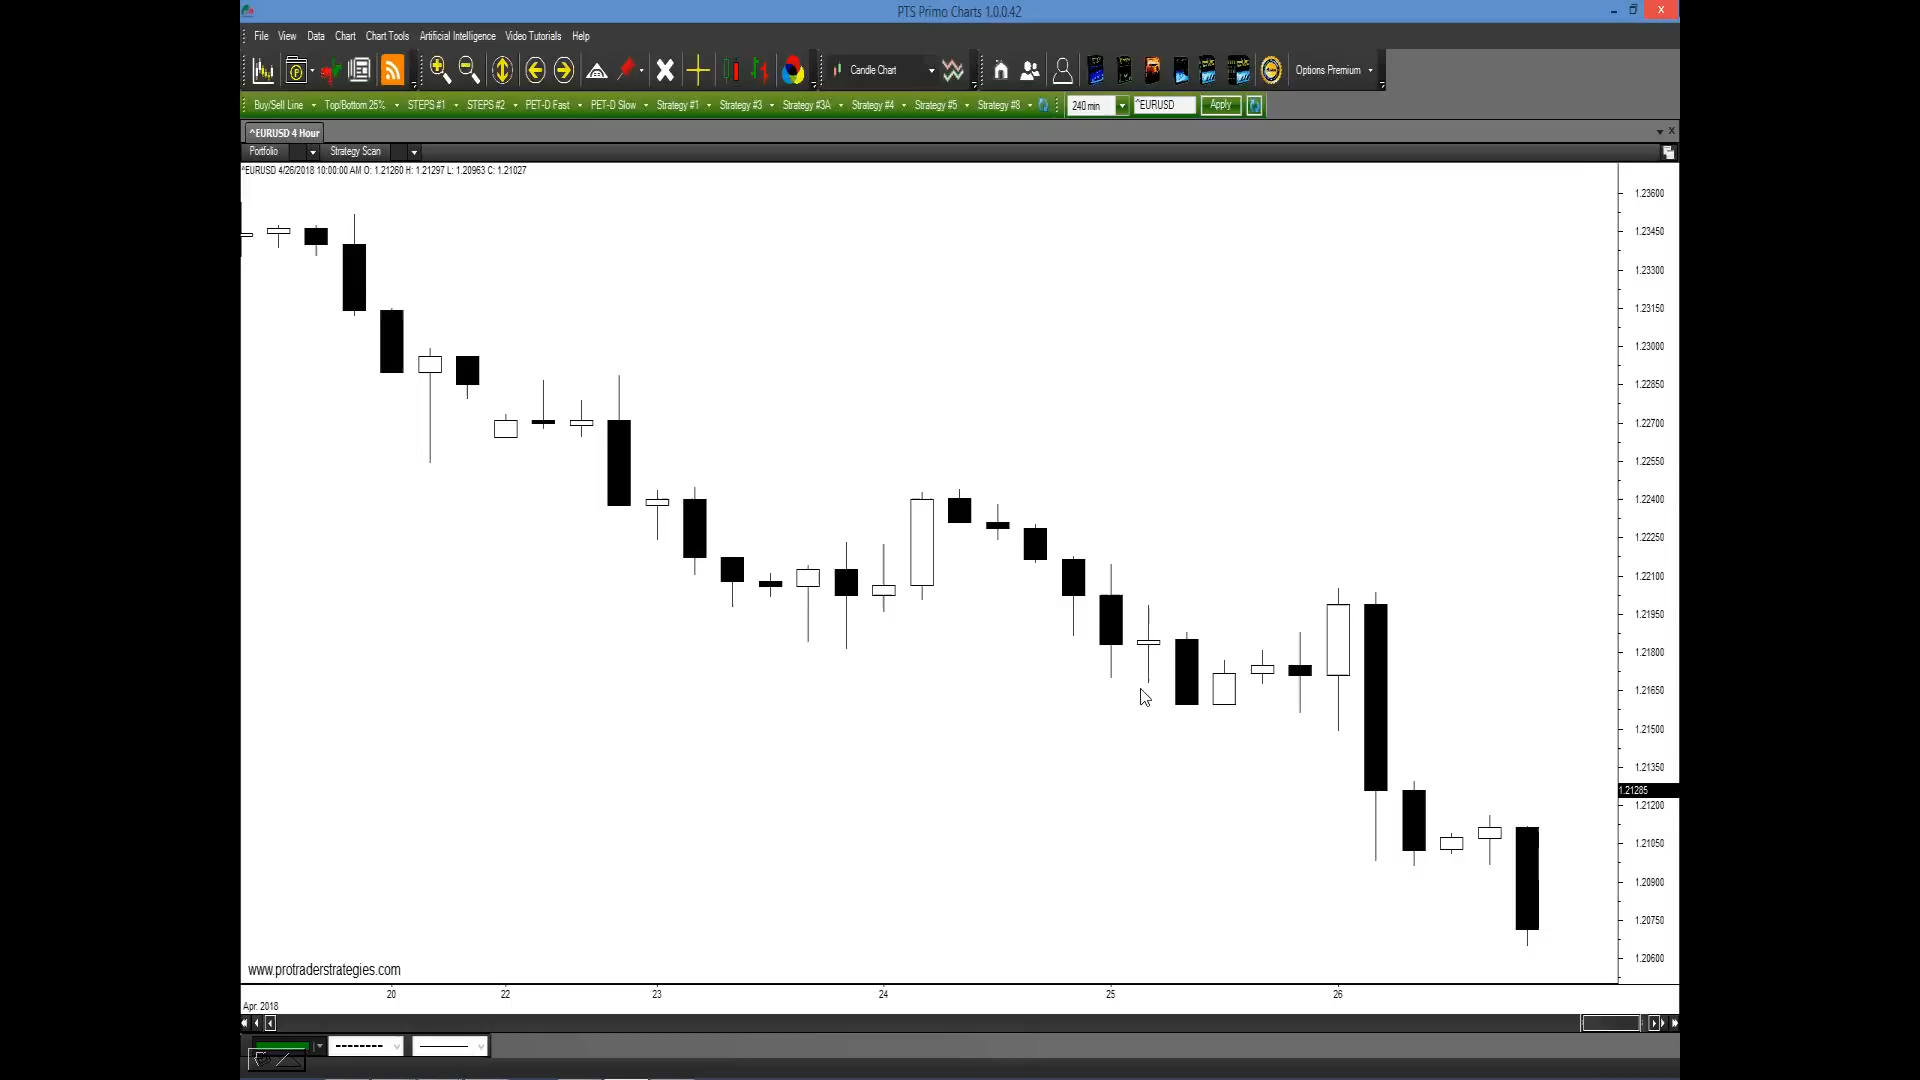 PTS Primo Charts 1.0.0.42
File View Data Chart Chart Tools Artificial Intelligence Video Tutorials Help
Candle Chart Options Premium
Buy/Sell Line Top/Bottom 25% STEPS #1 STEPS #2 PET-D Fast PET-D Slow Strategy #1 Strategy #3 Strategy #3A Strategy #4 Strategy #5 Strategy #8 240 min ^EURUSD Apply
^EURUSD 4 Hour
Portfolio Strategy Scan
^EURUSD 4/26/2018 10:00:00 AM O: 1.21260 H: 1.21297 L: 1.20963 C: 1.21027
1.23600
1.23450
1.23300
1.23150
1.23000
1.22850
1.22700
1.22550
1.22400
1.22250
1.22100
1.21950
1.21800
1.21650
1.21500
1.21350
1.21285
1.21200
1.21050
1.20900
1.20750
1.20600
www.protraderstrategies.com
20 22 23 24 25 26
Apr. 2018